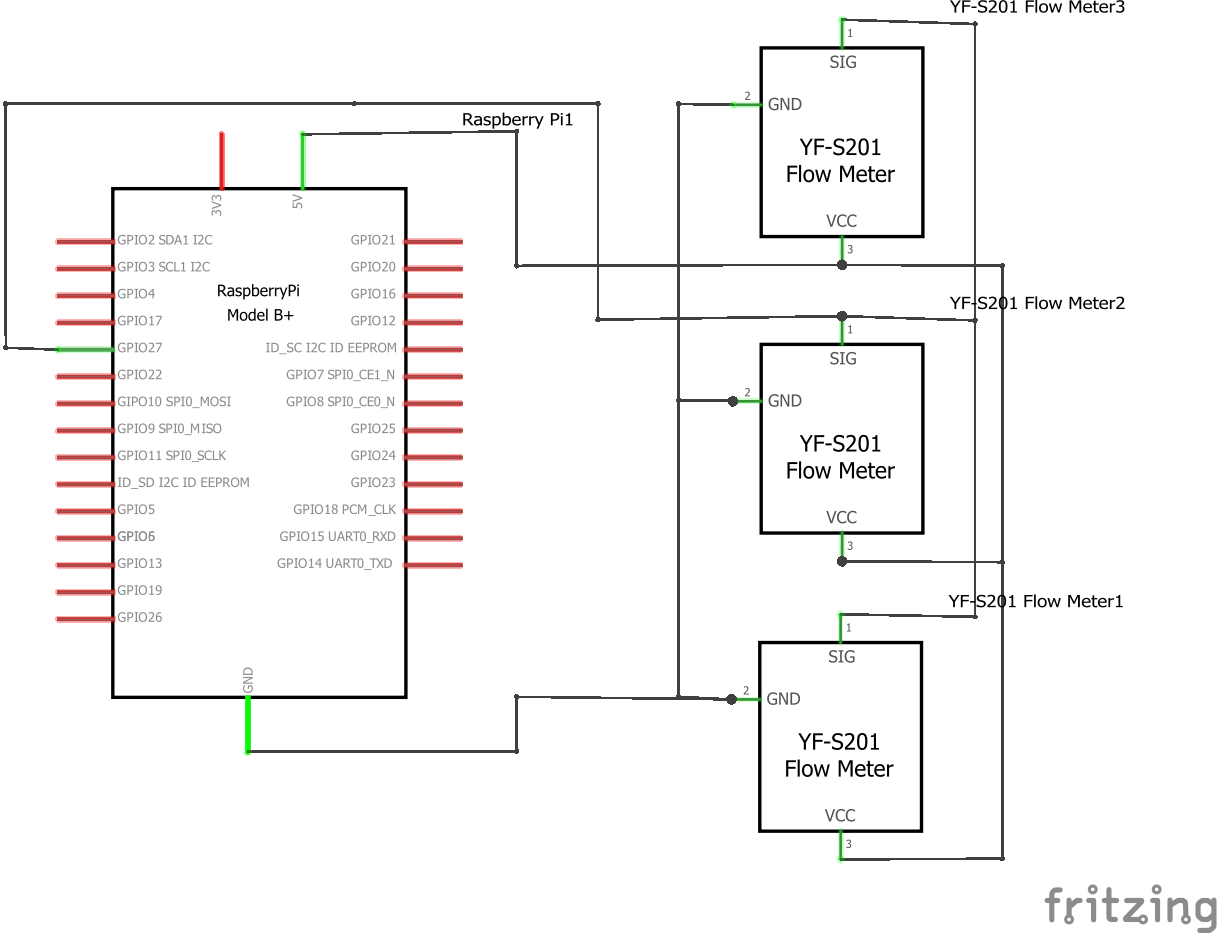 YF-S201 Flow Meter3
1
SIG
2
GND
YF-S201
Flow Meter
VCC
3
Raspberry Pi1
3V3
5V
GPIO2 SDA1 I2C
GPIO3 SCL1 I2C
GPIO4
GPIO17
GPIO27
GPIO22
GIPO10 SPI0_MOSI
GPIO9 SPI0_MISO
GPIO11 SPI0_SCLK
ID_SD I2C ID EEPROM
GPIO5
GPIO6
GPIO13
GPIO19
GPIO26
RaspberryPi
Model B+
GPIO21
GPIO20
GPIO16
GPIO12
ID_SC I2C ID EEPROM
GPIO7 SPI0_CE1_N
GPIO8 SPI0_CE0_N
GPIO25
GPIO24
GPIO23
GPIO18 PCM_CLK
GPIO15 UART0_RXD
GPIO14 UART0_TXD
GND
YF-S201 Flow Meter2
1
SIG
2
GND
YF-S201
Flow Meter
VCC
3
YF-S201 Flow Meter1
1
SIG
2
GND
YF-S201
Flow Meter
VCC
3
fritzing